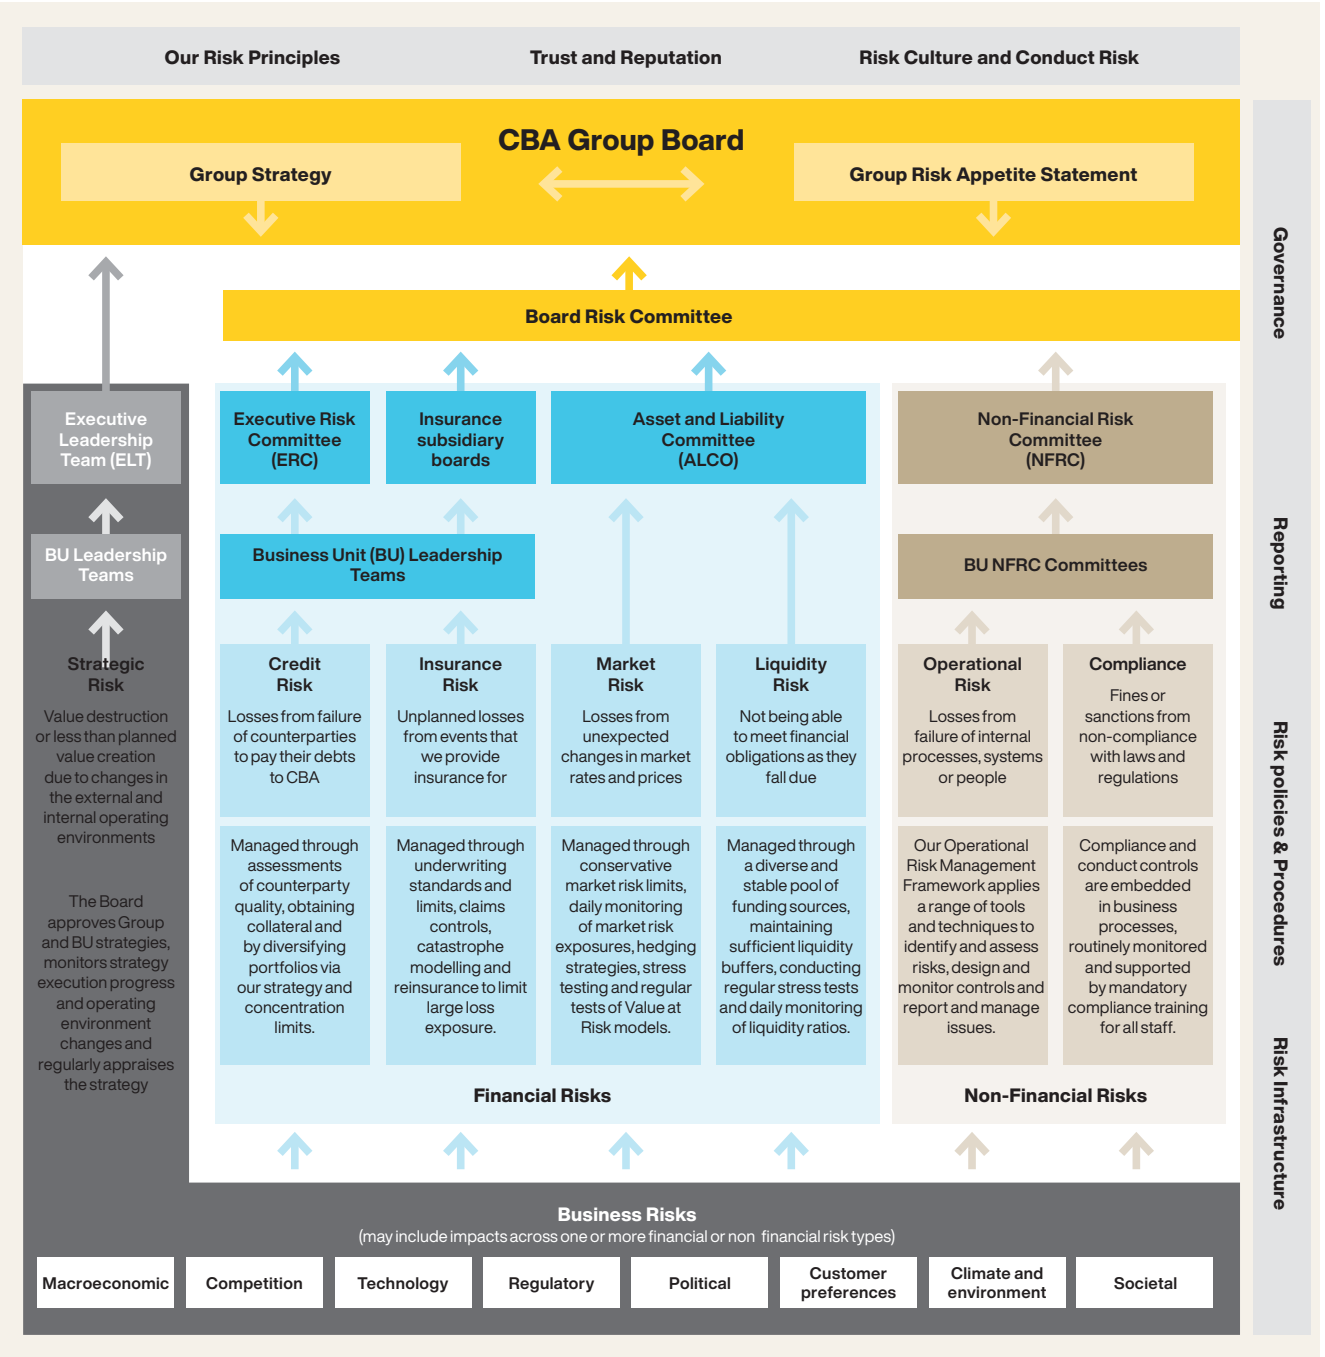 Our Risk Principles
Trust and Reputation
Risk Culture and Conduct Risk
CBA Group Board
Group Strategy
Group Risk Appetite Statement
Board Risk Committee
Executive
Leadership
Team (ELT)
Executive Risk
Committee
(ERC)
Insurance
subsidiary
boards
Asset and Liability
Committee
(ALCO)
Non-Financial Risk
Committee
(NFRC)
BU Leadership
Teams
Business Unit (BU) Leadership
Teams
BU NFRC Committees
Strategic
Risk
Value destruction
or less than planned
value creation
due to changes in
the external and
internal operating
environments
The Board
approves Group
and BU strategies,
monitors strategy
execution progress
and operating
environment
changes and
regularly appraises
the strategy
Credit
Risk
Losses from failure
of counterparties
to pay their debts
to CBA
Managed through
assessments
of counterparty
quality, obtaining
collateral and
by diversifying
portfolios via
our strategy and
concentration
limits.
Insurance
Risk
Unplanned losses
from events that
we provide
insurance for
Managed through
underwriting
standards and
limits, claims
controls,
catastrophe
modelling and
reinsurance to limit
large loss
exposure.
Market
Risk
Losses from
unexpected
changes in market
rates and prices
Managed through
conservative
market risk limits,
daily monitoring
of market risk
exposures, hedging
strategies, stress
testing and regular
tests of Value at
Risk models.
Liquidity
Risk
Not being able
to meet financial
obligations as they
fall due
Managed through
a diverse and
stable pool of
funding sources,
maintaining
sufficient liquidity
buffers, conducting
regular stress tests
and daily monitoring
of liquidity ratios.
Operational
Risk
Losses from
failure of internal
processes, systems
or people
Our Operational
Risk Management
Framework applies
a range of tools
and techniques to
identify and assess
risks, design and
monitor controls and
report and manage
issues.
Compliance
Fines or
sanctions from
non-compliance
with laws and
regulations
Compliance and
conduct controls
are embedded
in business
processes,
routinely monitored
and supported
by mandatory
compliance training
for all staff.
Financial Risks
Non-Financial Risks
Business Risks
(may include impacts across one or more financial or non financial risk types)
Macroeconomic
Competition
Technology
Regulatory
Political
Customer
preferences
Climate and
environment
Societal
Governance
Reporting
Risk policies & Procedures
Risk Infrastructure